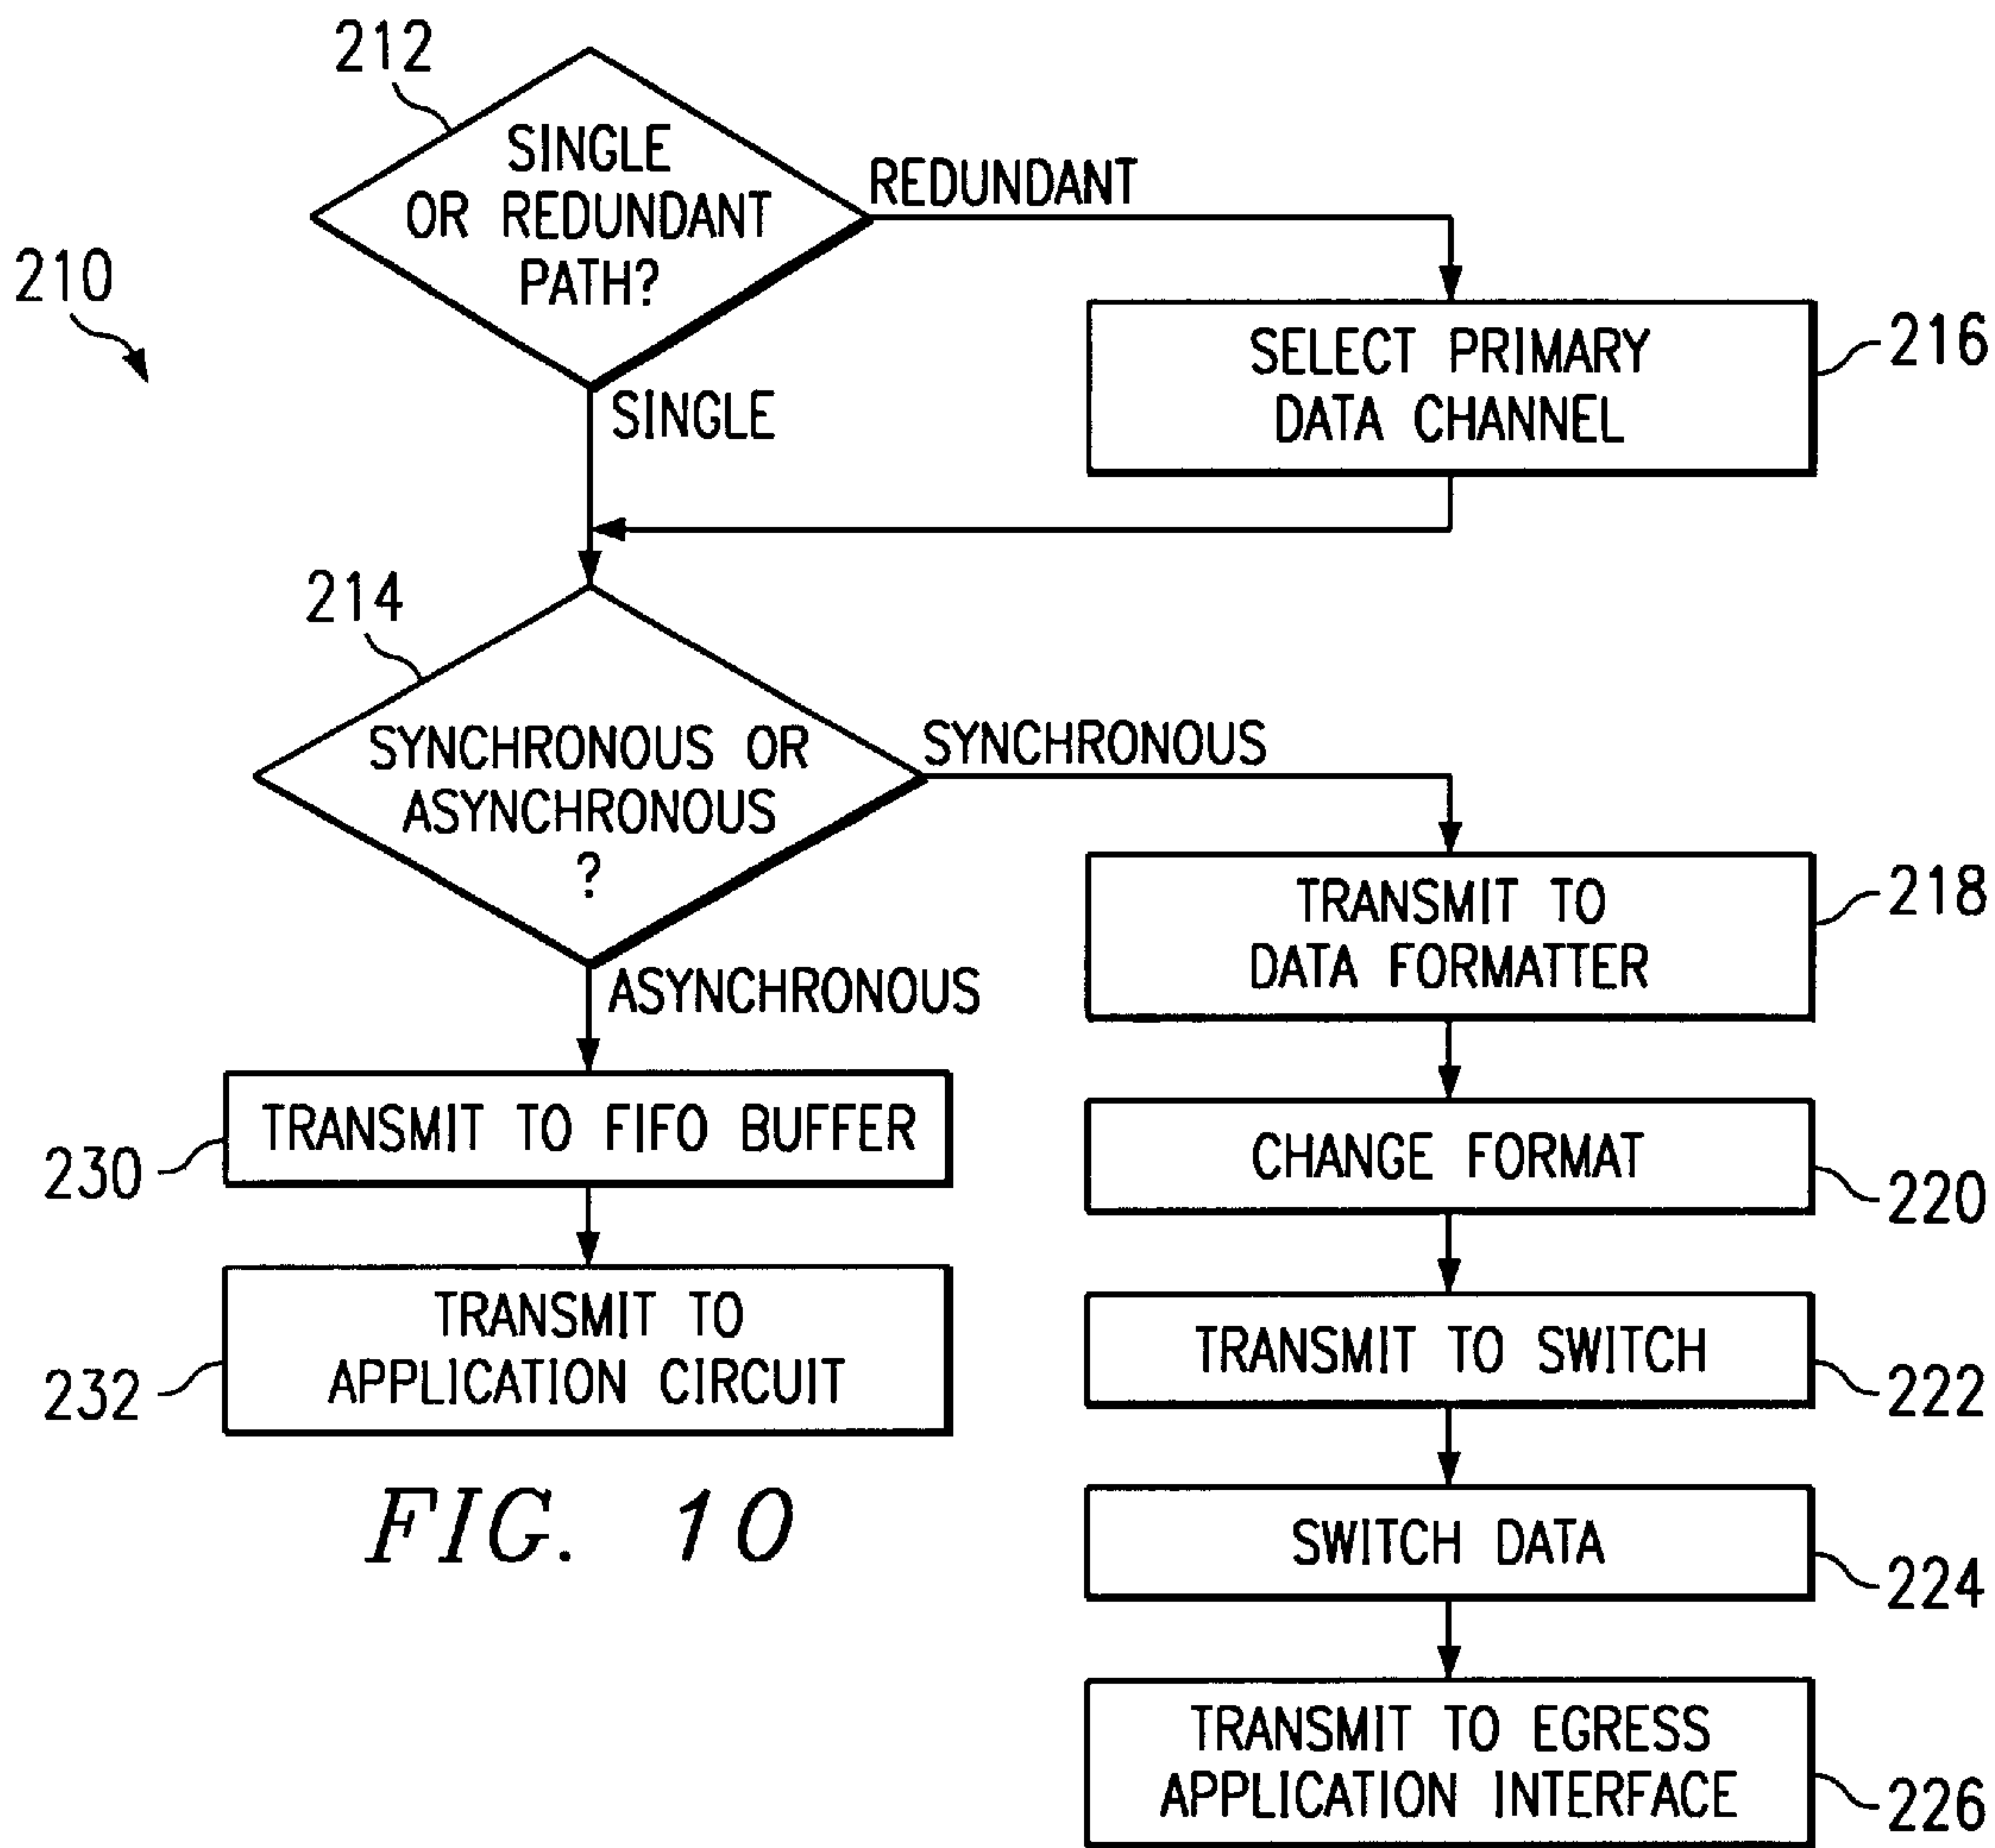 212
SINGLE
OR REDUNDANT
PATH?
REDUNDANT
210
SELECT PRIMARY
DATA CHANNEL
216
SINGLE
214
SYNCHRONOUS OR
ASYNCHRONOUS
?
SYNCHRONOUS
TRANSMIT TO
DATA FORMATTER
218
ASYNCHRONOUS
TRANSMIT TO FIFO BUFFER
230
CHANGE FORMAT
220
TRANSMIT TO
APPLICATION CIRCUIT
232
TRANSMIT TO SWITCH
222
SWITCH DATA
224
FIG. 10
TRANSMIT TO EGRESS
APPLICATION INTERFACE
226